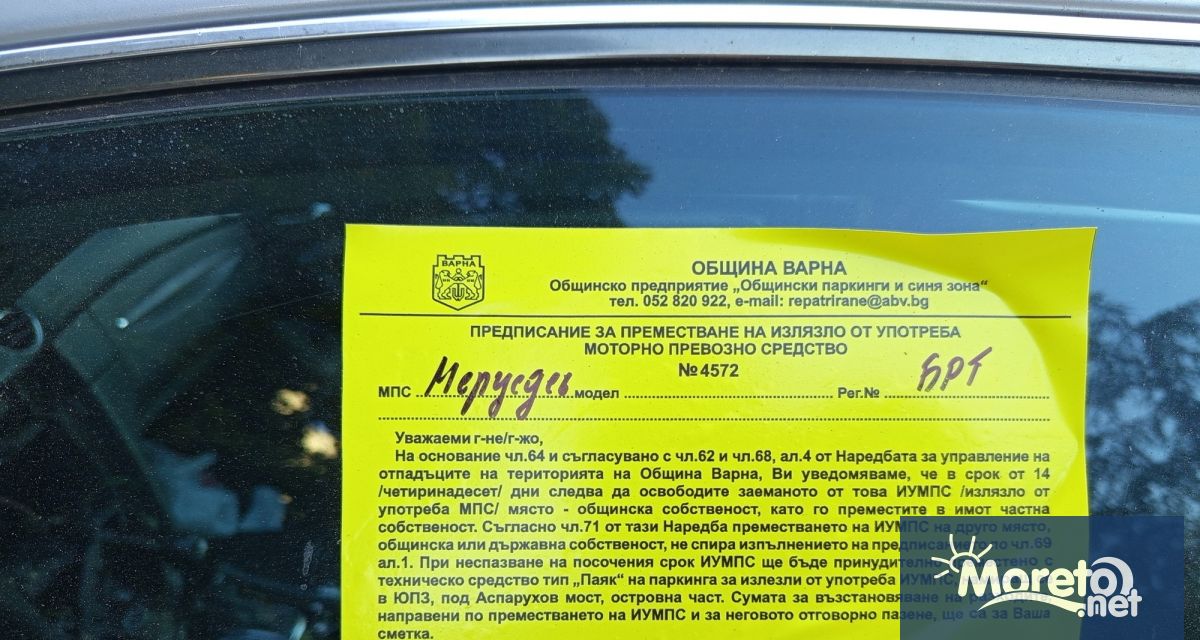 ВАРНА
ОБЩИНА ВАРНА
Общинско предприятие „Общински паркинги и синя зона“
тел. 052 820 922, e-mail: repatrirane@abv.bg
ПРЕДПИСАНИЕ ЗА ПРЕМЕСТВАНЕ НА ИЗЛЯЗЛО ОТ УПОТРЕБА
МОТОРНО ПРЕВОЗНО СРЕДСТВО
№ 4572
МПС Мерцедес модел Рег.№ БРТ
Уважаеми г-не/г-жо,
На основание чл.64 и съгласувано с чл.62 и чл.68, ал.4 от Наредбата за управление на
отпадъците на територията на Община Варна, Ви уведомяваме, че в срок от 14
/четиринадесет/ дни следва да освободите заеманото от това ИУМПС /излязло от
употреба МПС/ място - общинска собственост, като го преместите в имот частна
собственост. Съгласно чл.71 от тази Наредба преместването на ИУМПС на друго място,
общинска или държавна собственост, не спира изпълнението на предписанието по чл.69
ал.1. При неспазване на посочения срок ИУМПС ще бъде принудително с
техническо средство тип „Паяк“ на паркинга за излезли от употреба
в ЮПЗ, под Аспарухов мост, островна част. Сумата за възстановяване на
направени по преместването на ИУМПС и за неговото отговорно пазене, ще са за Ваша
сметка.
Moreto
.net